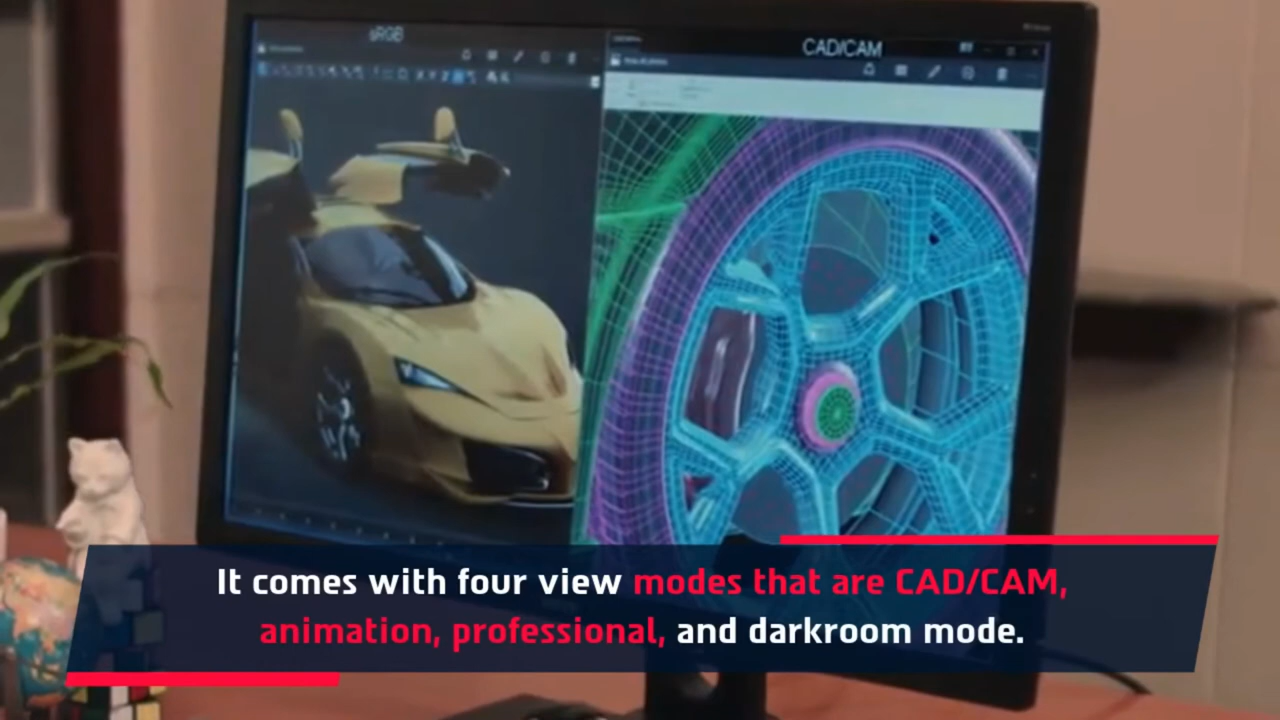 sRGB
CAD/CAM
It comes with four view modes that are CAD/CAM,
animation, professional, and darkroom mode.